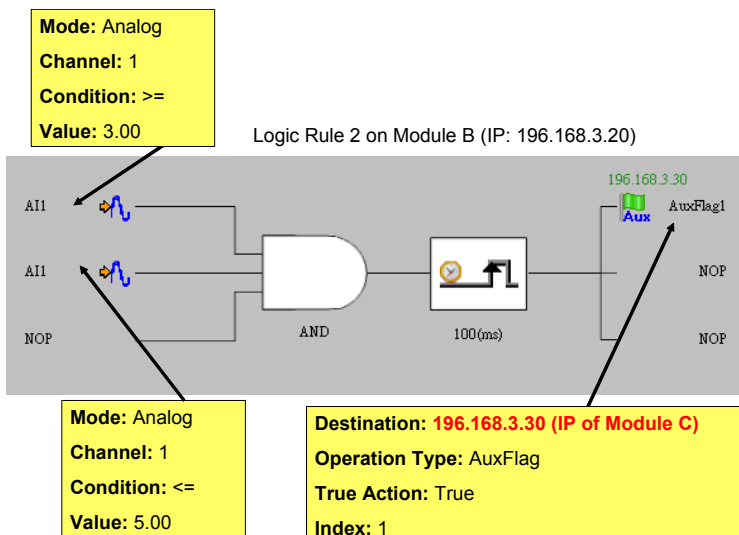 Mode: Analog
Channel: 1
Condition: >=
Value: 3.00
Logic Rule 2 on Module B (IP: 196.168.3.20)
196.168.3.30
AI1
Aux
AuxFlag1
AI1
NOP
NOP
AND
100(ms)
NOP
Mode: Analog
Channel: 1
Condition: <=
Value: 5.00
Destination: 196.168.3.30 (IP of Module C)
Operation Type: AuxFlag
True Action: True
Index: 1